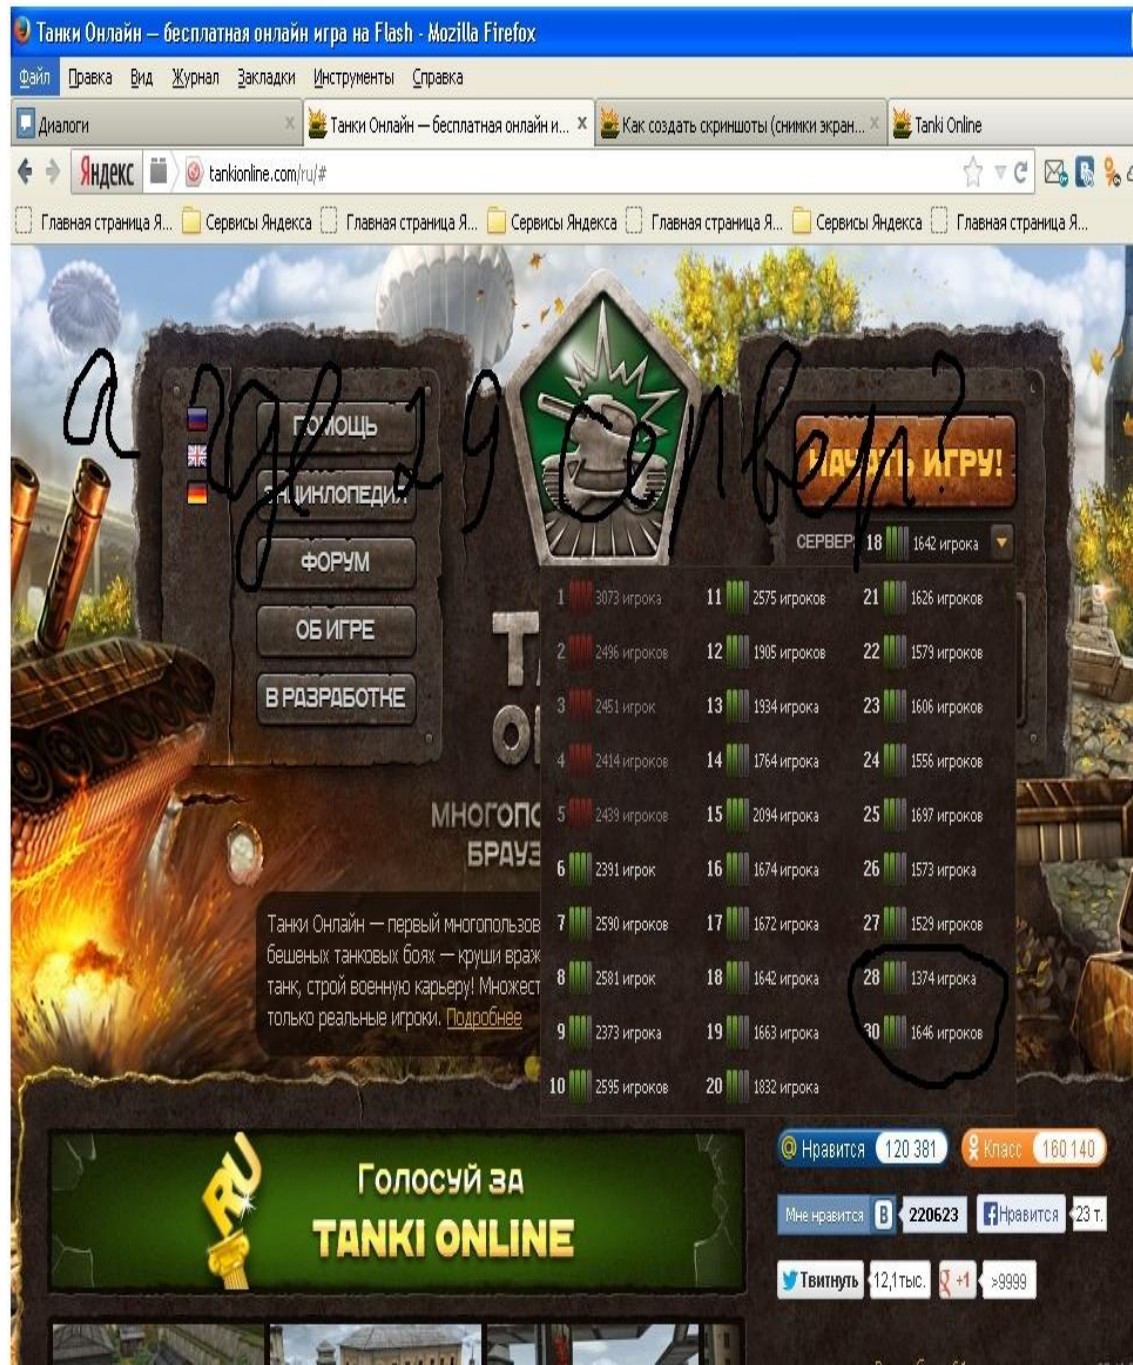 Танки Онлайн — бесплатная онлайн игра на Flash - Mozilla Firefox
Файл Правка Вид Журнал Закладки Инструменты Справка
Диалоги Танки Онлайн — бесплатная онлайн и... Как создать скриншоты (снимки экран... Tanki Online
Яндекс tankionline.com/ru/#
Главная страница Я... Сервисы Яндекса Главная страница Я... Сервисы Яндекса Главная страница Я... Сервисы Яндекса Главная страница Я...
а где 29 сервер?
ПОМОЩЬ
ЭНЦИКЛОПЕДИЯ
ФОРУМ
ОБ ИГРЕ
В РАЗРАБОТКЕ
НАЧАТЬ ИГРУ!
СЕРВЕР: 18 1642 игрока
1 3073 игрока 11 2575 игроков 21 1626 игроков
2 2496 игроков 12 1905 игроков 22 1579 игроков
3 2451 игрок 13 1934 игрока 23 1606 игроков
4 2414 игроков 14 1764 игрока 24 1556 игроков
5 2439 игроков 15 2094 игрока 25 1697 игроков
6 2391 игрок 16 1674 игрока 26 1573 игрока
7 2590 игроков 17 1672 игрока 27 1529 игроков
8 2581 игрок 18 1642 игрока 28 1374 игрока
9 2373 игрока 19 1663 игрока 30 1646 игроков
10 2595 игроков 20 1832 игрока
МНОГОПО
БРАУЗ
Танки Онлайн — первый многопользов
бешеных танковых боях — круши враж
танк, строй военную карьеру! Множест
только реальные игроки. Подробнее
RU
ГОЛОСУЙ ЗА
TANKI ONLINE
Нравится 120 381 Класс 160 140
Мне нравится В 220623 Нравится 23 т.
Твитнуть 12,1тыс. +1 >9999